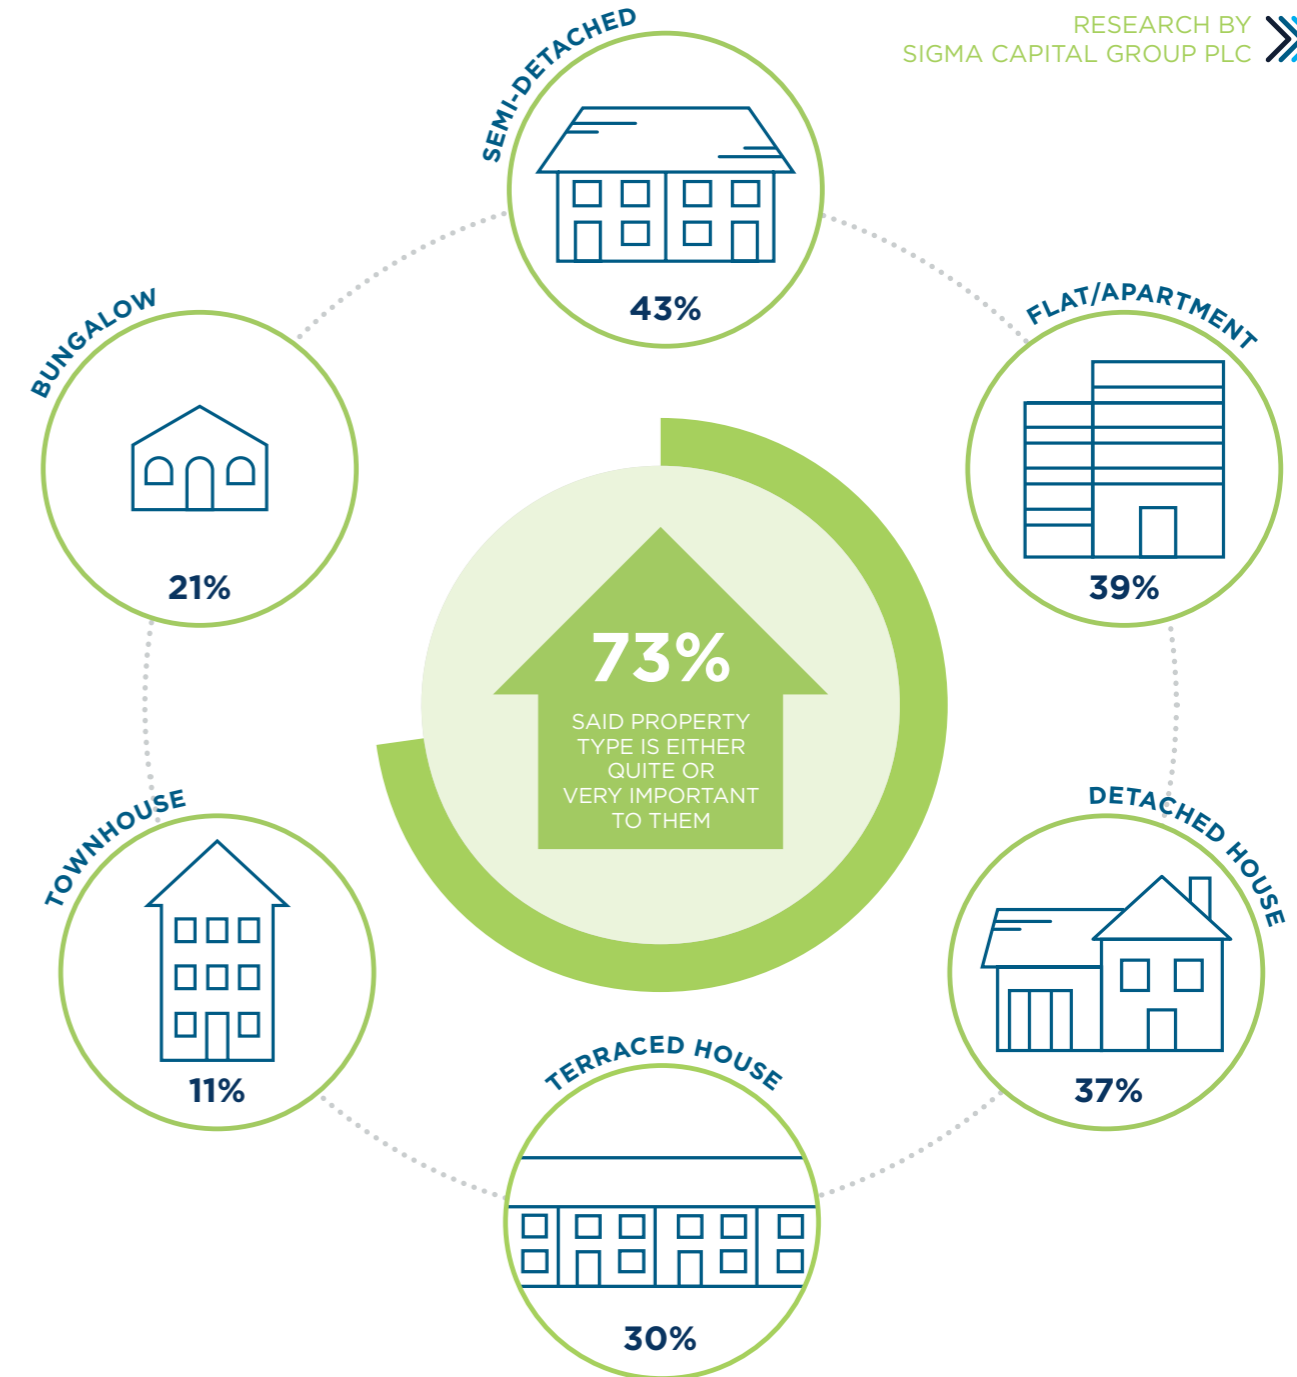 RESEARCH BY
SIGMA CAPITAL GROUP PLC
SEMI-DETACHED
43%
FLAT/APARTMENT
39%
DETACHED HOUSE
37%
TERRACED HOUSE
30%
TOWNHOUSE
11%
BUNGALOW
21%
73%
SAID PROPERTY
TYPE IS EITHER
QUITE OR
VERY IMPORTANT
TO THEM